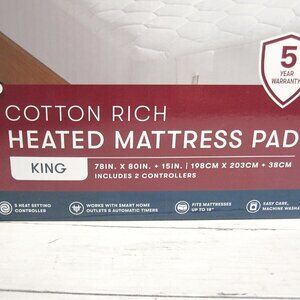 5
YEAR
WARRANTY
COTTON RICH
HEATED MATTRESS PAD
KING
78IN. X 80IN. + 15IN. | 198CM X 203CM + 38CM
INCLUDES 2 CONTROLLERS
5 HEAT SETTING
CONTROLLER
WORKS WITH SMART HOME
OUTLETS & AUTOMATIC TIMERS
FITS MATTRESSES
UP TO 18"
EASY CARE,
MACHINE WASHA